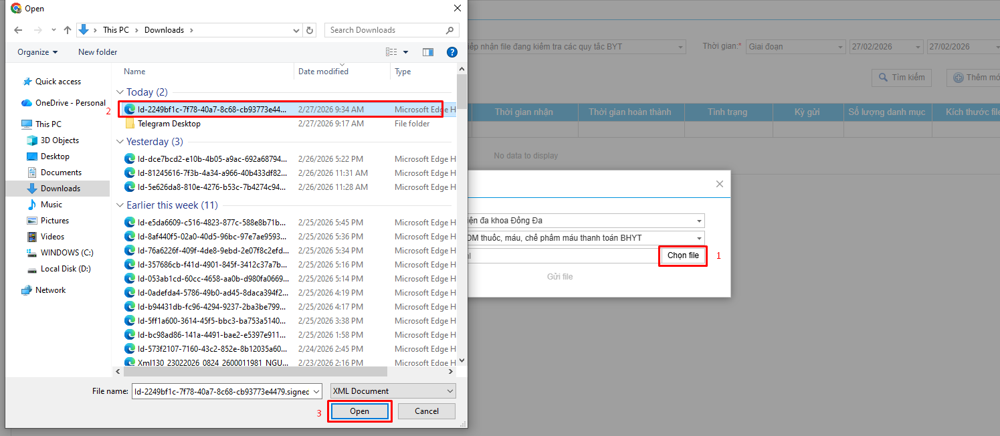 Open
This PC
Downloads
Search Downloads
Organize
New folder
Name
Date modified
Type
Quick access
OneDrive - Personal
This PC
3D Objects
Desktop
Documents
Downloads
Music
Pictures
Videos
WINDOWS (C:)
Local Disk (D:)
Network
Today (2)
2
Id-2249bf1c-7f78-40a7-8c68-cb93773e44... 2/27/2026 9:34 AM Microsoft Edge H
Telegram Desktop 2/27/2026 9:17 AM File folder
Yesterday (3)
Id-dce7bcd2-e10b-4b05-a9ac-692a68794... 2/26/2026 5:22 PM Microsoft Edge H
Id-81245616-7f3b-4a34-a966-40b433df82... 2/26/2026 11:31 AM Microsoft Edge H
Id-5e626da8-810e-4276-b53c-7b4274c94... 2/26/2026 11:28 AM Microsoft Edge H
Earlier this week (11)
Id-e5da6609-c516-4823-877c-588e8b71b... 2/25/2026 5:45 PM Microsoft Edge H
Id-8af440f5-02a0-40d5-96bc-97e7ae9593... 2/25/2026 5:36 PM Microsoft Edge H
Id-76a6226f-409f-4de8-9ebd-2e07f8c2efd... 2/25/2026 5:34 PM Microsoft Edge H
Id-357686cb-f41d-4901-845f-3412c37a7b... 2/25/2026 5:16 PM Microsoft Edge H
Id-053ab1cd-60cc-4658-aa0b-d980fa0669... 2/25/2026 5:14 PM Microsoft Edge H
Id-0adefda4-5786-49b0-ad45-8daca394f2... 2/25/2026 4:19 PM Microsoft Edge H
Id-b94431db-fc96-4294-9237-2ba3be799... 2/25/2026 4:17 PM Microsoft Edge H
Id-5ff1a600-3614-45f5-bbc3-ba753a5140... 2/25/2026 3:38 PM Microsoft Edge H
Id-bc98ad86-141a-4491-bae2-e5397e911... 2/25/2026 1:58 PM Microsoft Edge H
Id-573f2107-7160-43c2-852e-8b12035a60... 2/24/2026 2:45 PM Microsoft Edge H
Xml130_23022026_0824_2600011981_NGU... 2/23/2026 2:16 PM Microsoft Edge H
File name: Id-2249bf1c-7f78-40a7-8c68-cb93773e4479.signec XML Document
3
Open
Cancel
iếp nhận file đang kiểm tra các quy tắc BYT
Thời gian:* Giai đoạn 27/02/2026 27/02/2026
Tìm kiếm
Thêm mớ
Thời gian nhận Thời gian hoàn thành Tình trạng Kỳ gửi Số lượng danh mục Kích thước file
No data to display
iện đa khoa Đống Đa
DM thuốc, máu, chế phẩm máu thanh toán BHYT
Chọn file
1
Gửi file